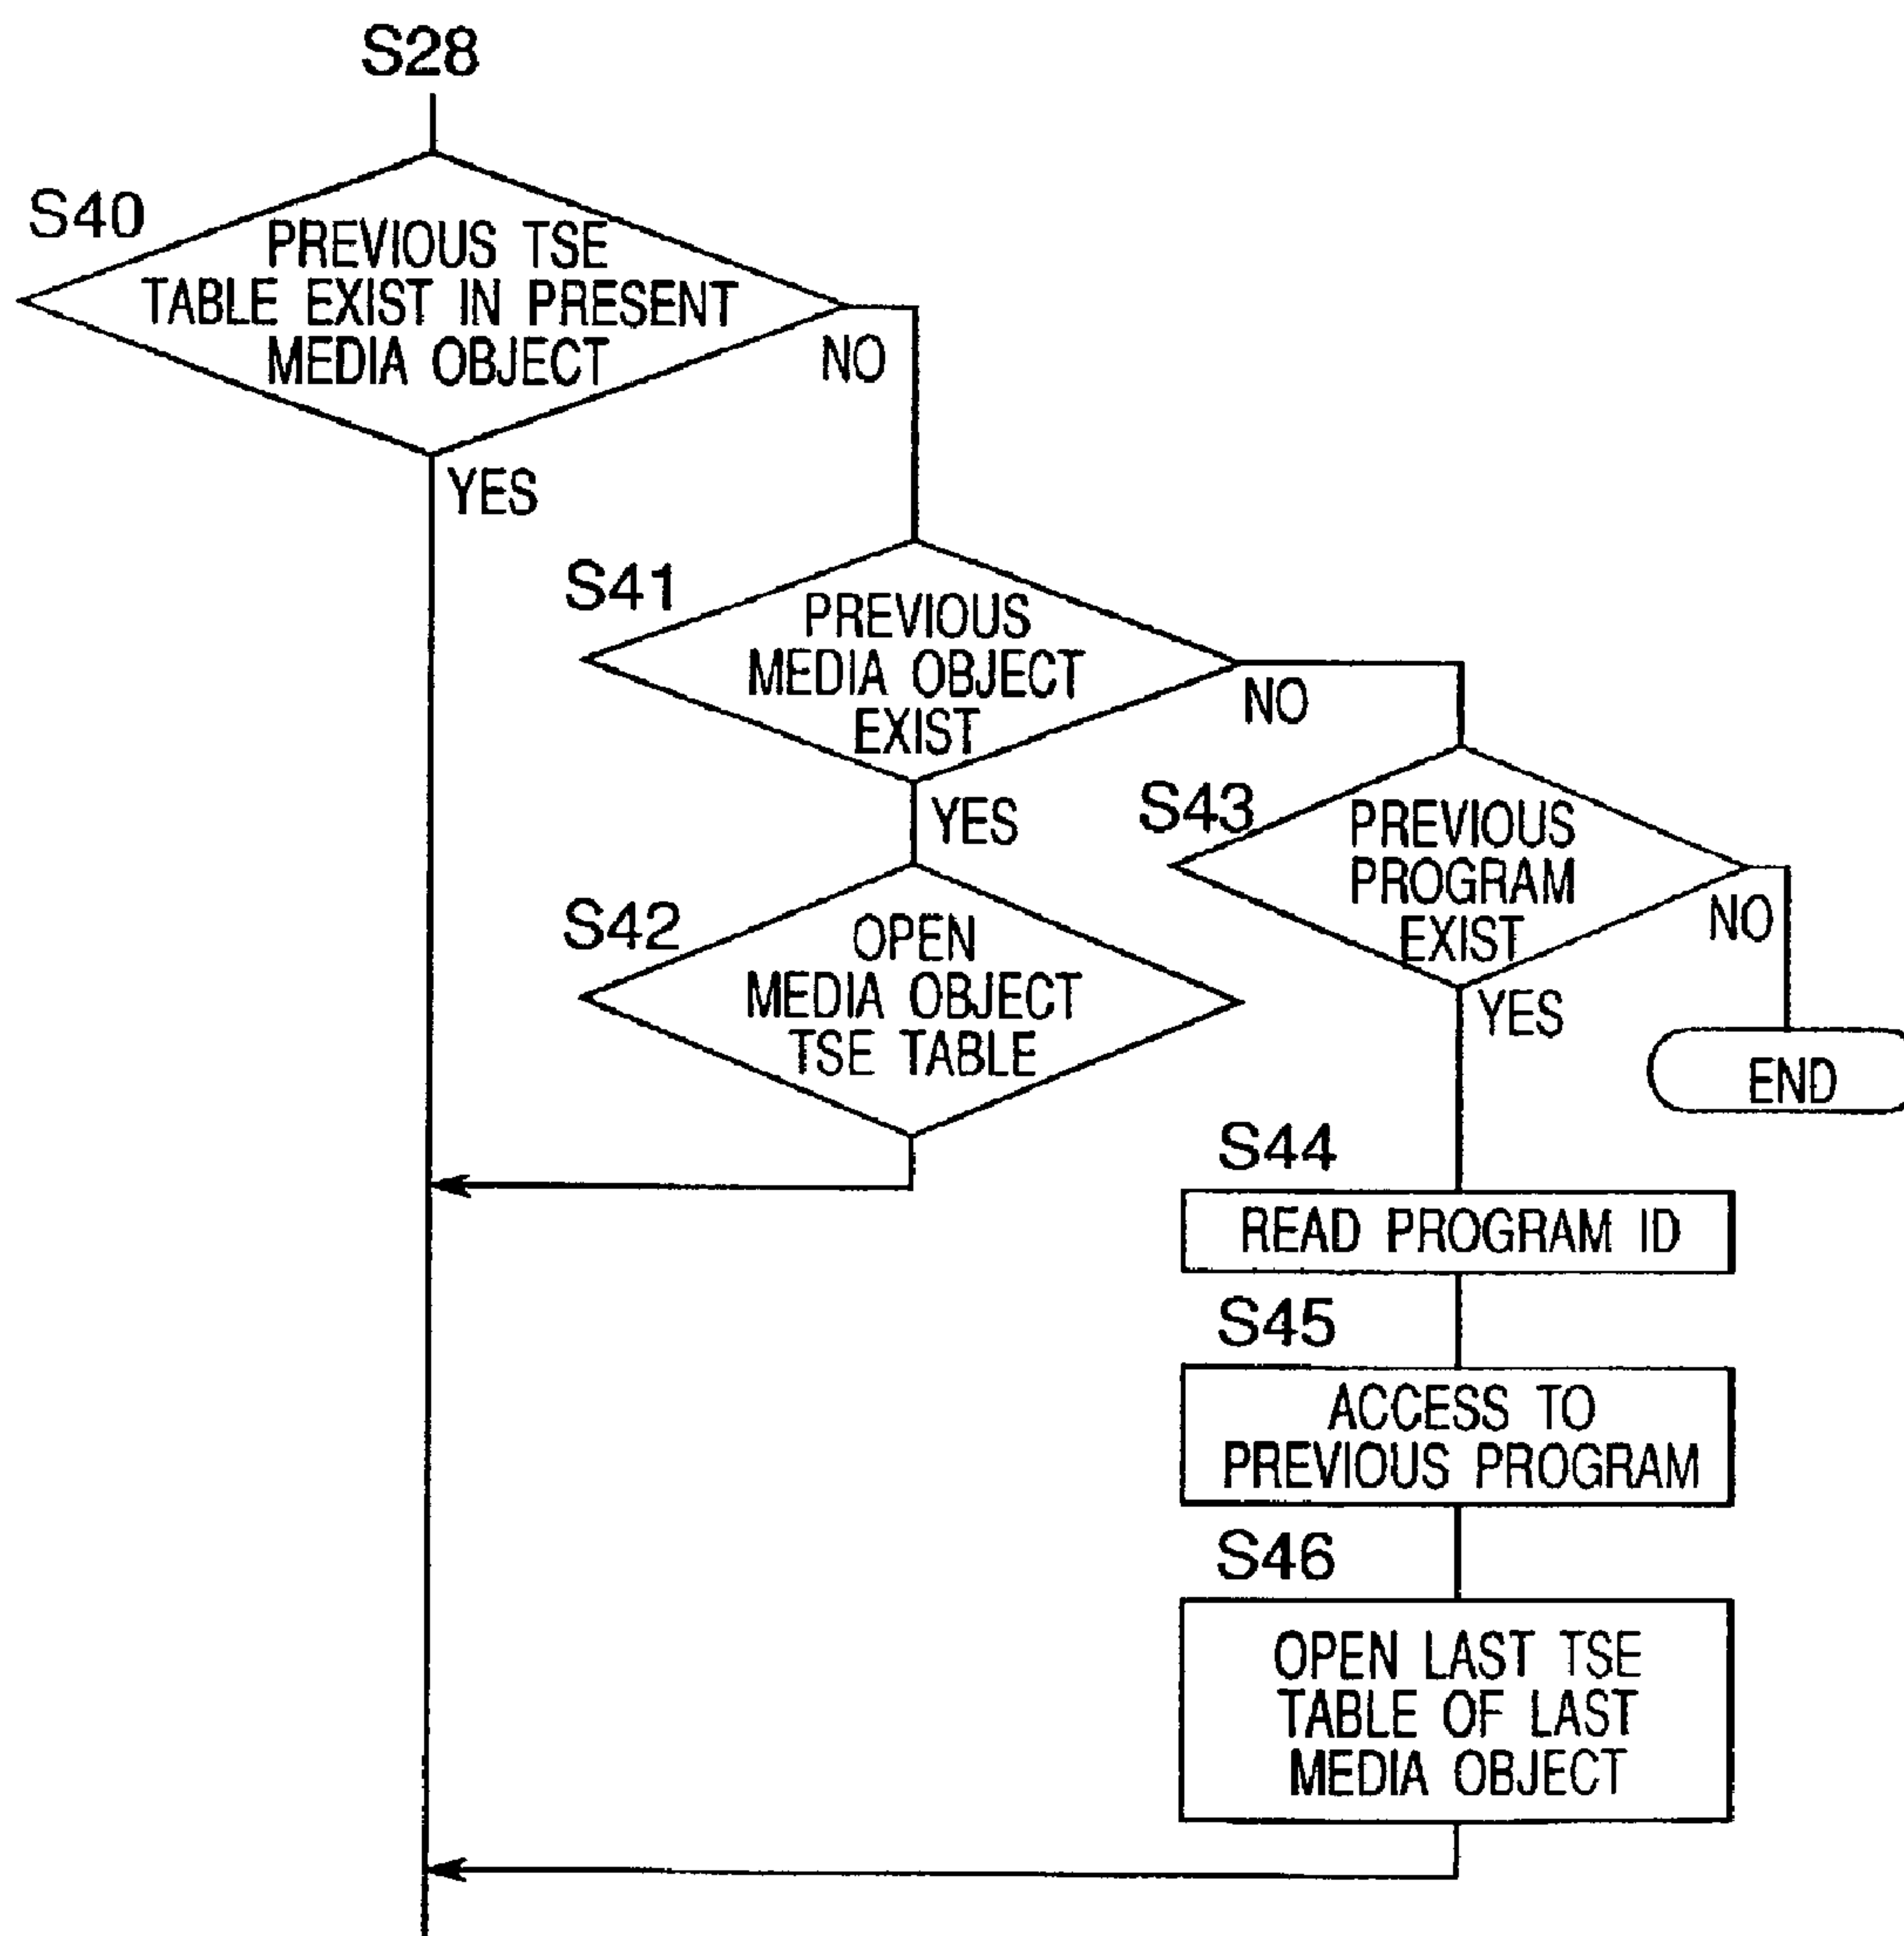 S28
S40
PREVIOUS TSE
TABLE EXIST IN PRESENT
MEDIA OBJECT
NO
YES
S41
PREVIOUS
MEDIA OBJECT
EXIST
NO
YES
S42
OPEN
MEDIA OBJECT
TSE TABLE
S43
PREVIOUS
PROGRAM
EXIST
NO
YES
END
S44
READ PROGRAM ID
S45
ACCESS TO
PREVIOUS PROGRAM
S46
OPEN LAST TSE
TABLE OF LAST
MEDIA OBJECT